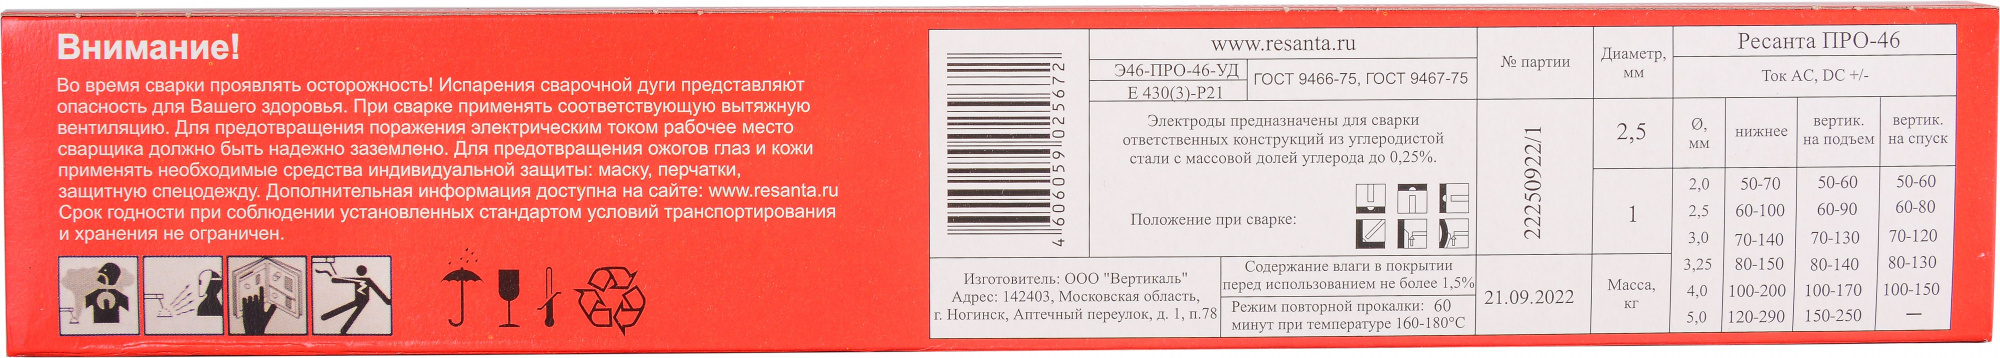 Внимание!
Во время сварки проявлять осторожность! Испарения сварочной дуги представляют
опасность для Вашего здоровья. При сварке применять соответствующую вытяжную
вентиляцию. Для предотвращения поражения электрическим током рабочее место
сварщика должно быть надежно заземлено. Для предотвращения ожогов глаз и кожи
применять необходимые средства индивидуальной защиты: маску, перчатки,
защитную спецодежду. Дополнительная информация доступна на сайте: www.resanta.ru
Срок годности при соблюдении установленных стандартом условий транспортирования
и хранения не ограничен.
4 606059 025672
www.resanta.ru
Э46-ПРО-46-УД
Е 430(3)-Р21
ГОСТ 9466-75, ГОСТ 9467-75
Электроды предназначены для сварки
ответственных конструкций из углеродистой
стали с массовой долей углерода до 0,25%.
Положение при сварке:
Изготовитель: ООО "Вертикаль"
Адрес: 142403, Московская область,
г. Ногинск, Аптечный переулок, д. 1, п.78
Содержание влаги в покрытии
перед использованием не более 1,5%
Режим повторной прокалки: 60
минут при температуре 160-180°С
№ партии
22250922/1
21.09.2022
Диаметр,
мм
2,5
1
Масса,
кг
Ресанта ПРО-46
Ток АС, DC +/-
Ø, мм нижнее вертик. на подъем вертик. на спуск
2,0 50-70 50-60 50-60
2,5 60-100 60-90 60-80
3,0 70-140 70-130 70-120
3,25 80-150 80-140 80-130
4,0 100-200 100-170 100-150
5,0 120-290 150-250 —